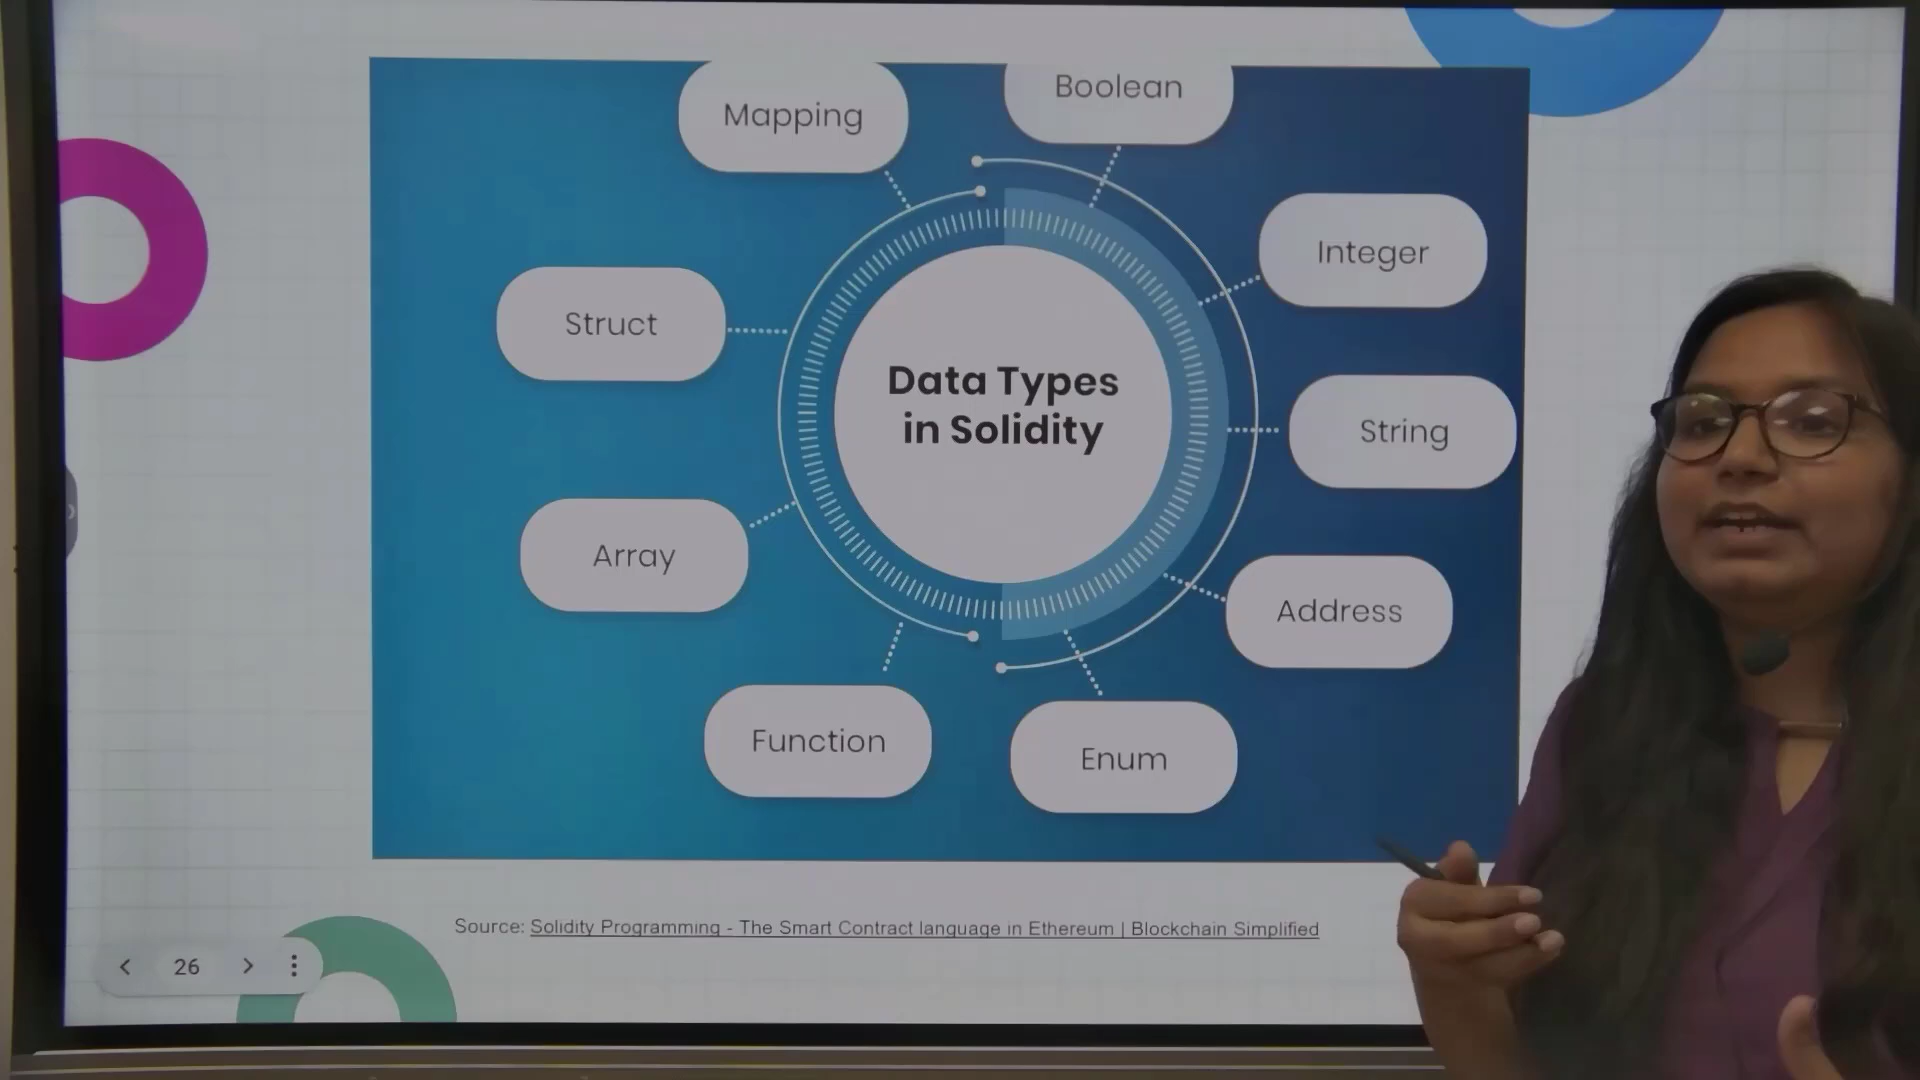 Mapping
Boolean
Integer
Struct
Data Types
in Solidity
String
Array
Address
Function
Enum
Source: Solidity Programming - The Smart Contract language in Ethereum | Blockchain Simplified
26